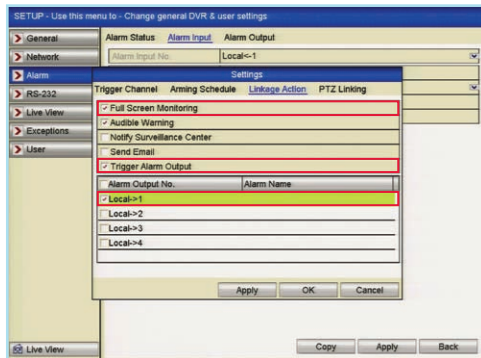 SETUP - Use this menu to - Change general DVR & user settings
General
Network
Alarm
RS-232
Live View
Exceptions
User
Live View
Alarm Status Alarm Input Alarm Output
Alarm Input No. Local<-1
Settings
Trigger Channel Arming Schedule Linkage Action PTZ Linking
Full Screen Monitoring
Audible Warning
Notify Surveillance Center
Send Email
Trigger Alarm Output
Alarm Output No. Alarm Name
Local->1
Local->2
Local->3
Local->4
Apply OK Cancel
Copy Apply Back